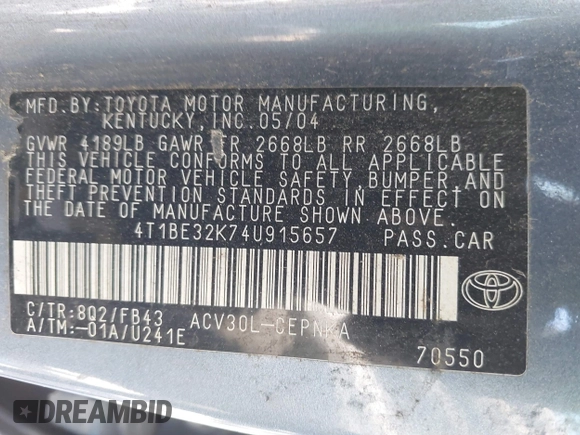 MFD.BY:TOYOTA MOTOR MANUFACTURING,
KENTUCKY,INC.05/04
GVWR 4189LB GAWR FR 2668LB RR 2668LB
THIS VEHICLE CONFORMS TO ALL APPLICABLE
FEDERAL MOTOR VEHICLE SAFETY,BUMPER,AND
THEFT PREVENTION STANDARDS IN EFFECT ON
THE DATE OF MANUFACTURE SHOWN ABOVE.
4T1BE32K74U915657 PASS.CAR
C/TR:8Q2/FB43 
A/TM:-01A/U241E
70550
DREAMBID